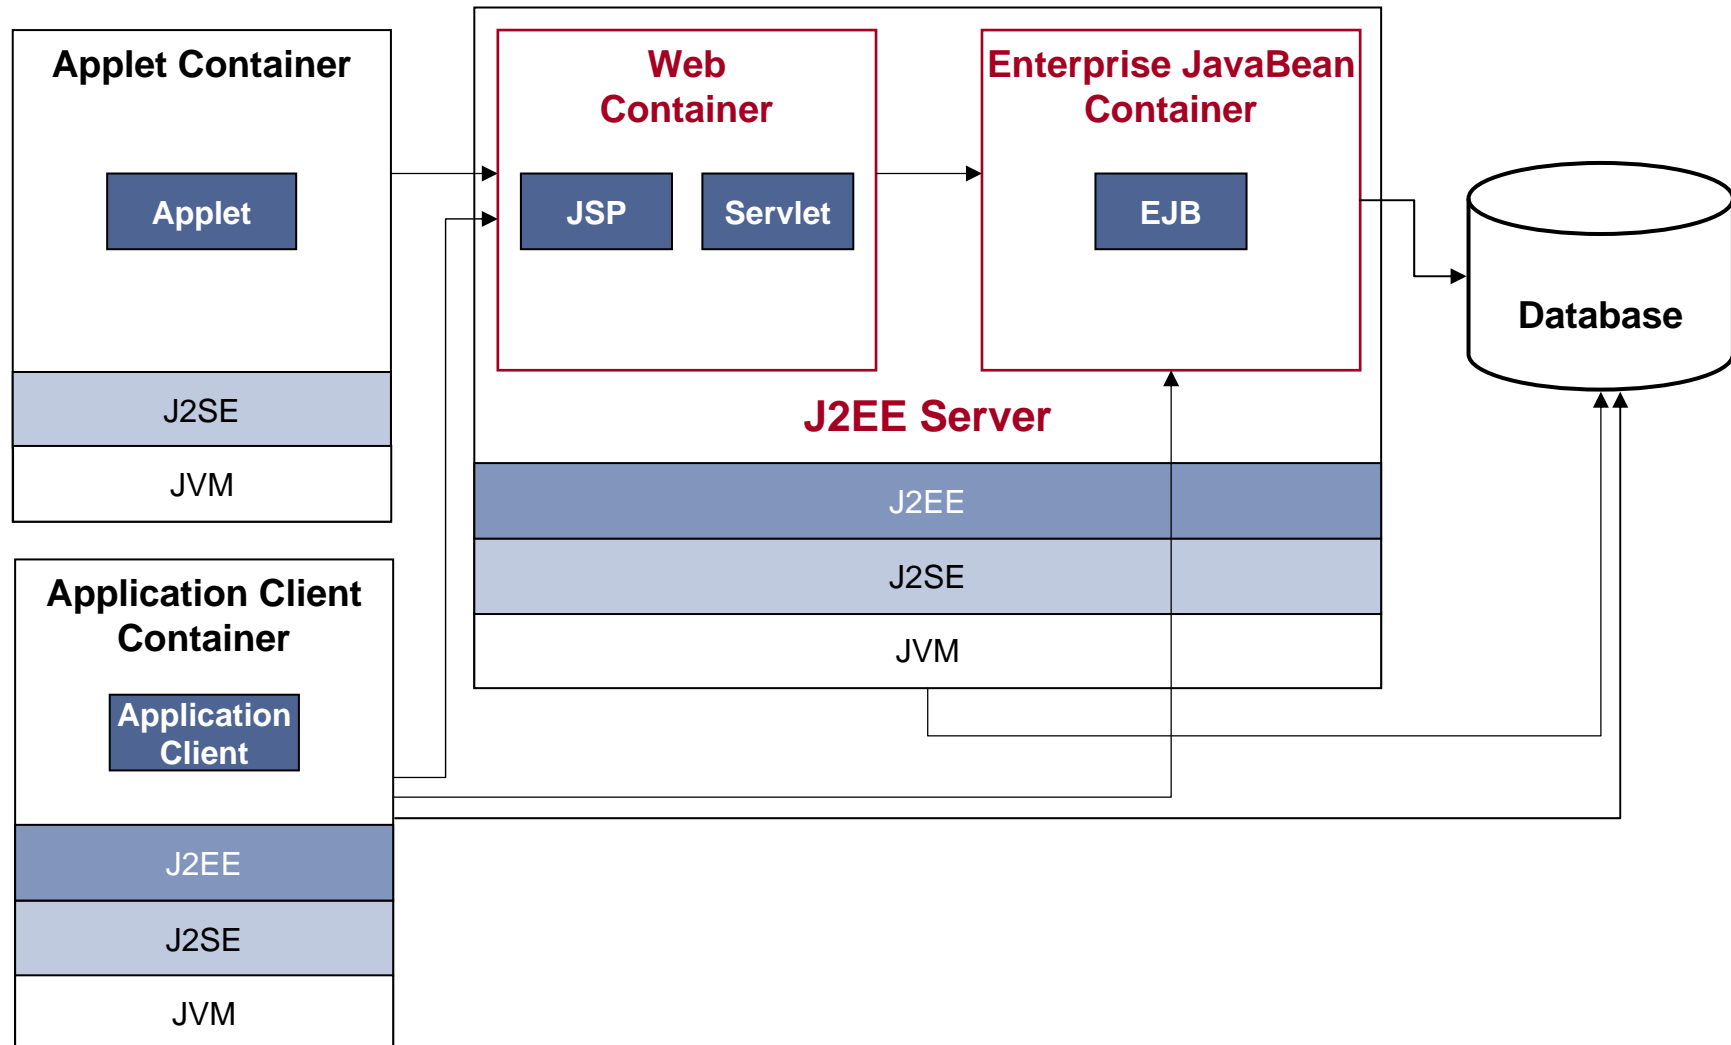 Applet Container
Applet
J2SE
JVM
Application Client
Container
Application
Client
J2EE
J2SE
JVM
Web
Container
JSP
Servlet
Enterprise JavaBean
Container
EJB
J2EE Server
J2EE
J2SE
JVM
Database